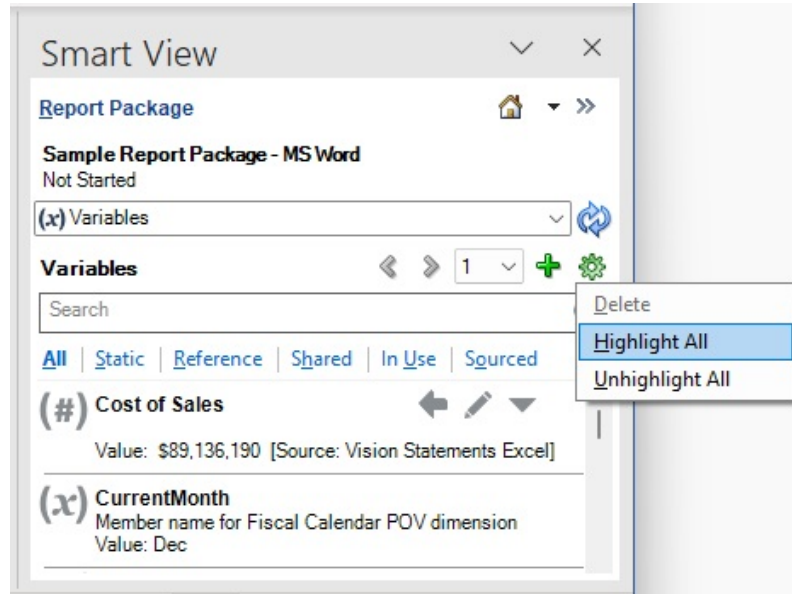 Smart View
Report Package
Sample Report Package - MS Word
Not Started
(x) Variables
Variables
1
Search
Delete
Highlight All
Unhighlight All
All | Static | Reference | Shared | In Use | Sourced
(#) Cost of Sales
Value: $89,136,190 [Source: Vision Statements Excel]
(x) CurrentMonth
Member name for Fiscal Calendar POV dimension
Value: Dec